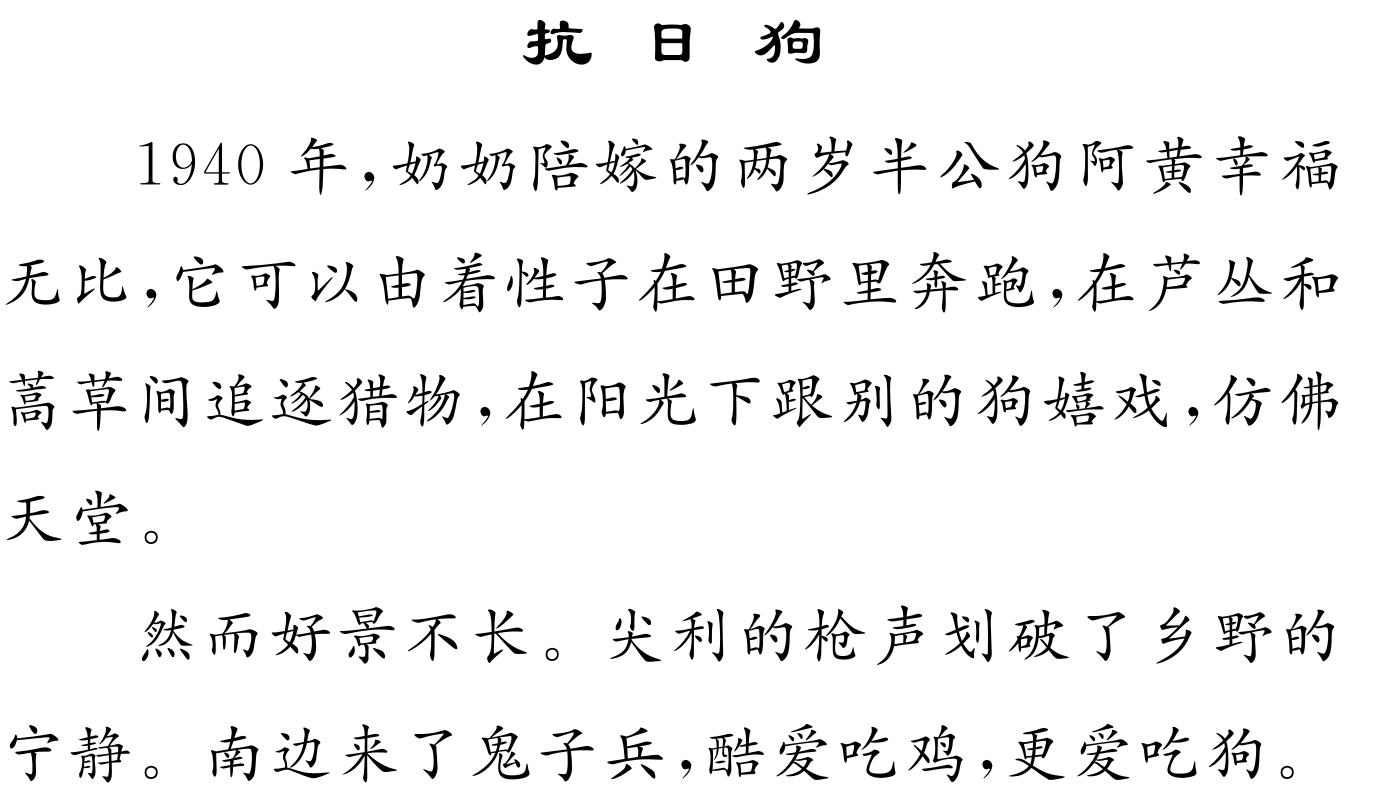 抗日狗
1940年,奶奶陪嫁的两岁半公狗阿黄幸福
无比,它可以由着性子在田野里奔跑,在芦丛和
蒿草间追逐猎物,在阳光下跟别的狗嬉戏,仿佛
天堂。
然而好景不长。尖利的枪声划破了乡野的
宁静。南边来了鬼子兵,酷爱吃鸡,更爱吃狗。